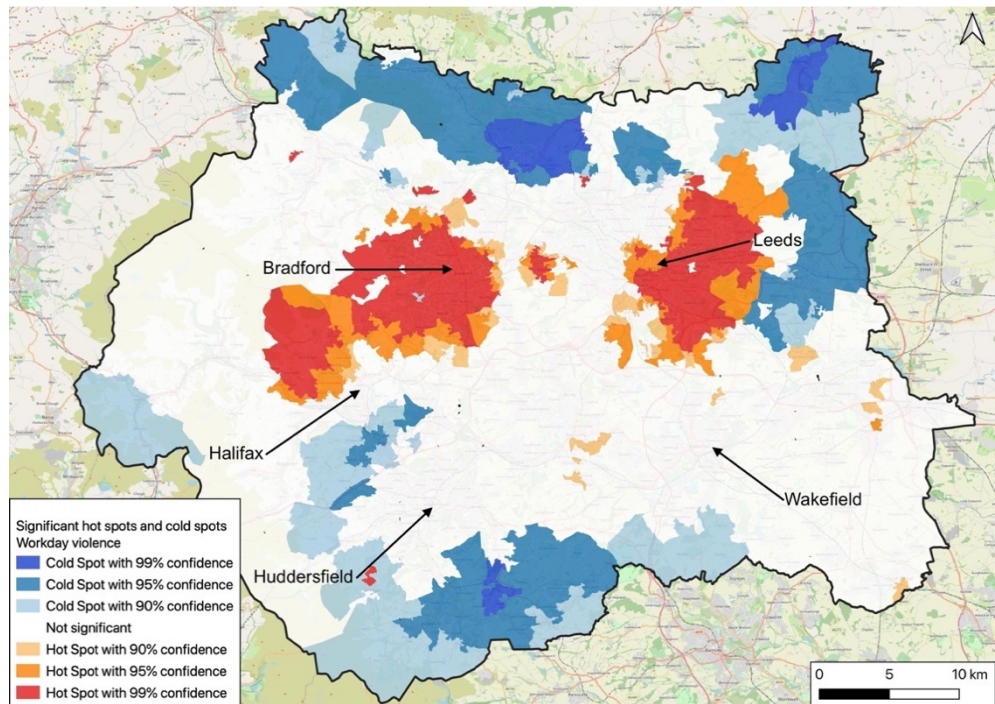 Leeds
Bradford
Halifax
Wakefield
Huddersfield
Significant hot spots and cold spots
Workday violence
Cold Spot with 99% confidence
Cold Spot with 95% confidence
Cold Spot with 90% confidence
Not significant
Hot Spot with 90% confidence
Hot Spot with 95% confidence
Hot Spot with 99% confidence
0 5 10 km